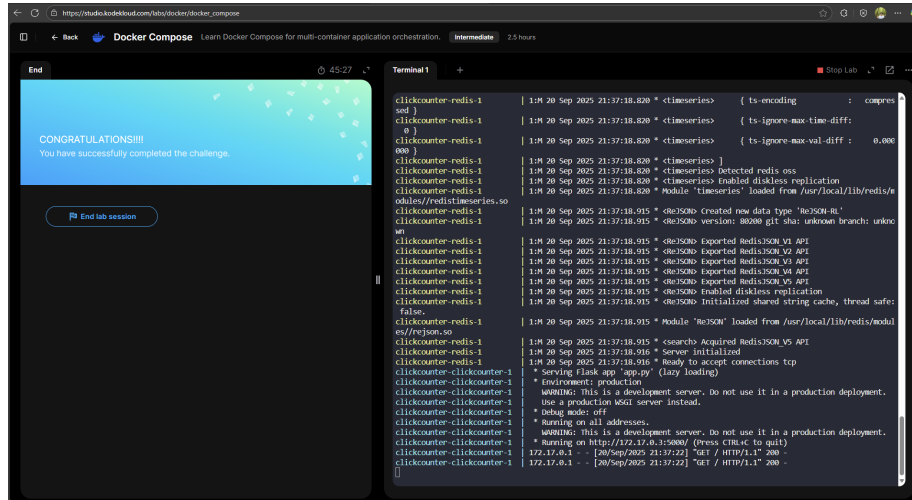 https://studio.kodekloud.com/labs/docker/docker_compose
← Back Docker Compose Learn Docker Compose for multi-container application orchestration. Intermediate 2.5 hours
End 45:27
CONGRATULATIONS!!!!
You have successfully completed the challenge.
End lab session
Terminal 1 + Stop Lab
clickcounter-redis-1 | 1:M 20 Sep 2025 21:37:18.820 * <timeseries> { ts-encoding : compres
sed }
clickcounter-redis-1 | 1:M 20 Sep 2025 21:37:18.820 * <timeseries> { ts-ignore-max-time-diff:
0 }
clickcounter-redis-1 | 1:M 20 Sep 2025 21:37:18.820 * <timeseries> { ts-ignore-max-val-diff : 0.000
000 }
clickcounter-redis-1 | 1:M 20 Sep 2025 21:37:18.820 * <timeseries> ]
clickcounter-redis-1 | 1:M 20 Sep 2025 21:37:18.820 * <timeseries> Detected redis oss
clickcounter-redis-1 | 1:M 20 Sep 2025 21:37:18.820 * <timeseries> Enabled diskless replication
clickcounter-redis-1 | 1:M 20 Sep 2025 21:37:18.820 * Module 'timeseries' loaded from /usr/local/lib/redis/m
odules//redistimeseries.so
clickcounter-redis-1 | 1:M 20 Sep 2025 21:37:18.915 * <ReJSON> Created new data type 'ReJSON-RL'
clickcounter-redis-1 | 1:M 20 Sep 2025 21:37:18.915 * <ReJSON> version: 80200 git sha: unknown branch: unkno
wn
clickcounter-redis-1 | 1:M 20 Sep 2025 21:37:18.915 * <ReJSON> Exported RedisJSON_V1 API
clickcounter-redis-1 | 1:M 20 Sep 2025 21:37:18.915 * <ReJSON> Exported RedisJSON_V2 API
clickcounter-redis-1 | 1:M 20 Sep 2025 21:37:18.915 * <ReJSON> Exported RedisJSON_V3 API
clickcounter-redis-1 | 1:M 20 Sep 2025 21:37:18.915 * <ReJSON> Exported RedisJSON_V4 API
clickcounter-redis-1 | 1:M 20 Sep 2025 21:37:18.915 * <ReJSON> Exported RedisJSON_V5 API
clickcounter-redis-1 | 1:M 20 Sep 2025 21:37:18.915 * <ReJSON> Enabled diskless replication
clickcounter-redis-1 | 1:M 20 Sep 2025 21:37:18.915 * <ReJSON> Initialized shared string cache, thread safe:
false.
clickcounter-redis-1 | 1:M 20 Sep 2025 21:37:18.915 * Module 'ReJSON' loaded from /usr/local/lib/redis/modul
es//rejson.so
clickcounter-redis-1 | 1:M 20 Sep 2025 21:37:18.915 * <search> Acquired RedisJSON_V5 API
clickcounter-redis-1 | 1:M 20 Sep 2025 21:37:18.916 * Server initialized
clickcounter-redis-1 | 1:M 20 Sep 2025 21:37:18.916 * Ready to accept connections tcp
clickcounter-clickcounter-1 | * Serving Flask app 'app.py' (lazy loading)
clickcounter-clickcounter-1 | * Environment: production
clickcounter-clickcounter-1 | WARNING: This is a development server. Do not use it in a production deployment.
clickcounter-clickcounter-1 | Use a production WSGI server instead.
clickcounter-clickcounter-1 | * Debug mode: off
clickcounter-clickcounter-1 | * Running on all addresses.
clickcounter-clickcounter-1 | WARNING: This is a development server. Do not use it in a production deployment.
clickcounter-clickcounter-1 | * Running on http://172.17.0.3:5000/ (Press CTRL+C to quit)
clickcounter-clickcounter-1 | 172.17.0.1 - - [20/Sep/2025 21:37:22] "GET / HTTP/1.1" 200 -
clickcounter-clickcounter-1 | 172.17.0.1 - - [20/Sep/2025 21:37:22] "GET / HTTP/1.1" 200 -